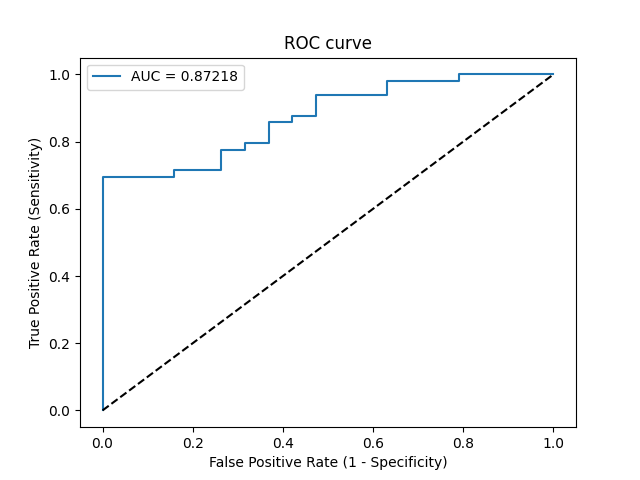 ROC curve
AUC = 0.87218
1.0
0.8
0.6
0.4
0.2
0.0
True Positive Rate (Sensitivity)
0.0 0.2 0.4 0.6 0.8 1.0
False Positive Rate (1 - Specificity)